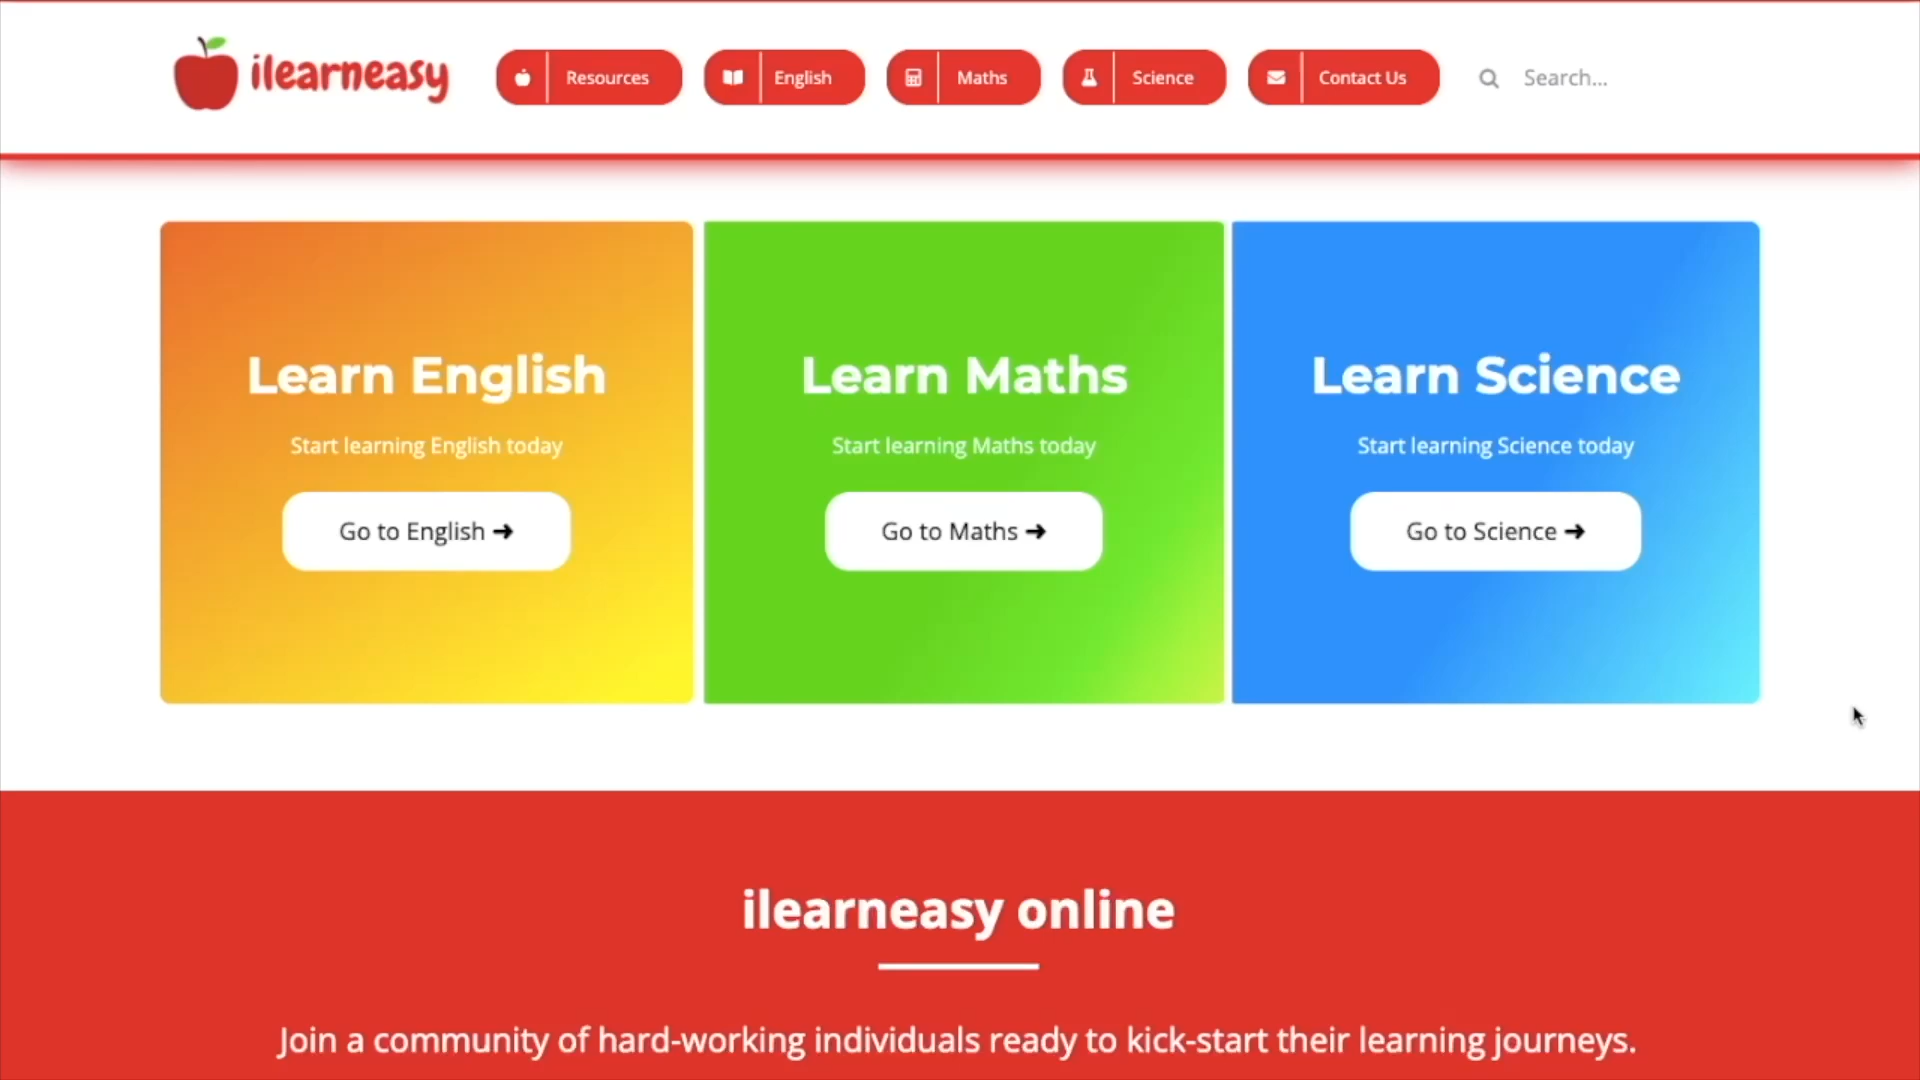 ilearneasy
Resources
English
Maths
Science
Contact Us
Search...
Learn English
Start learning English today
Go to English ➜
Learn Maths
Start learning Maths today
Go to Maths ➜
Learn Science
Start learning Science today
Go to Science ➜
ilearneasy online
Join a community of hard-working individuals ready to kick-start their learning journeys.